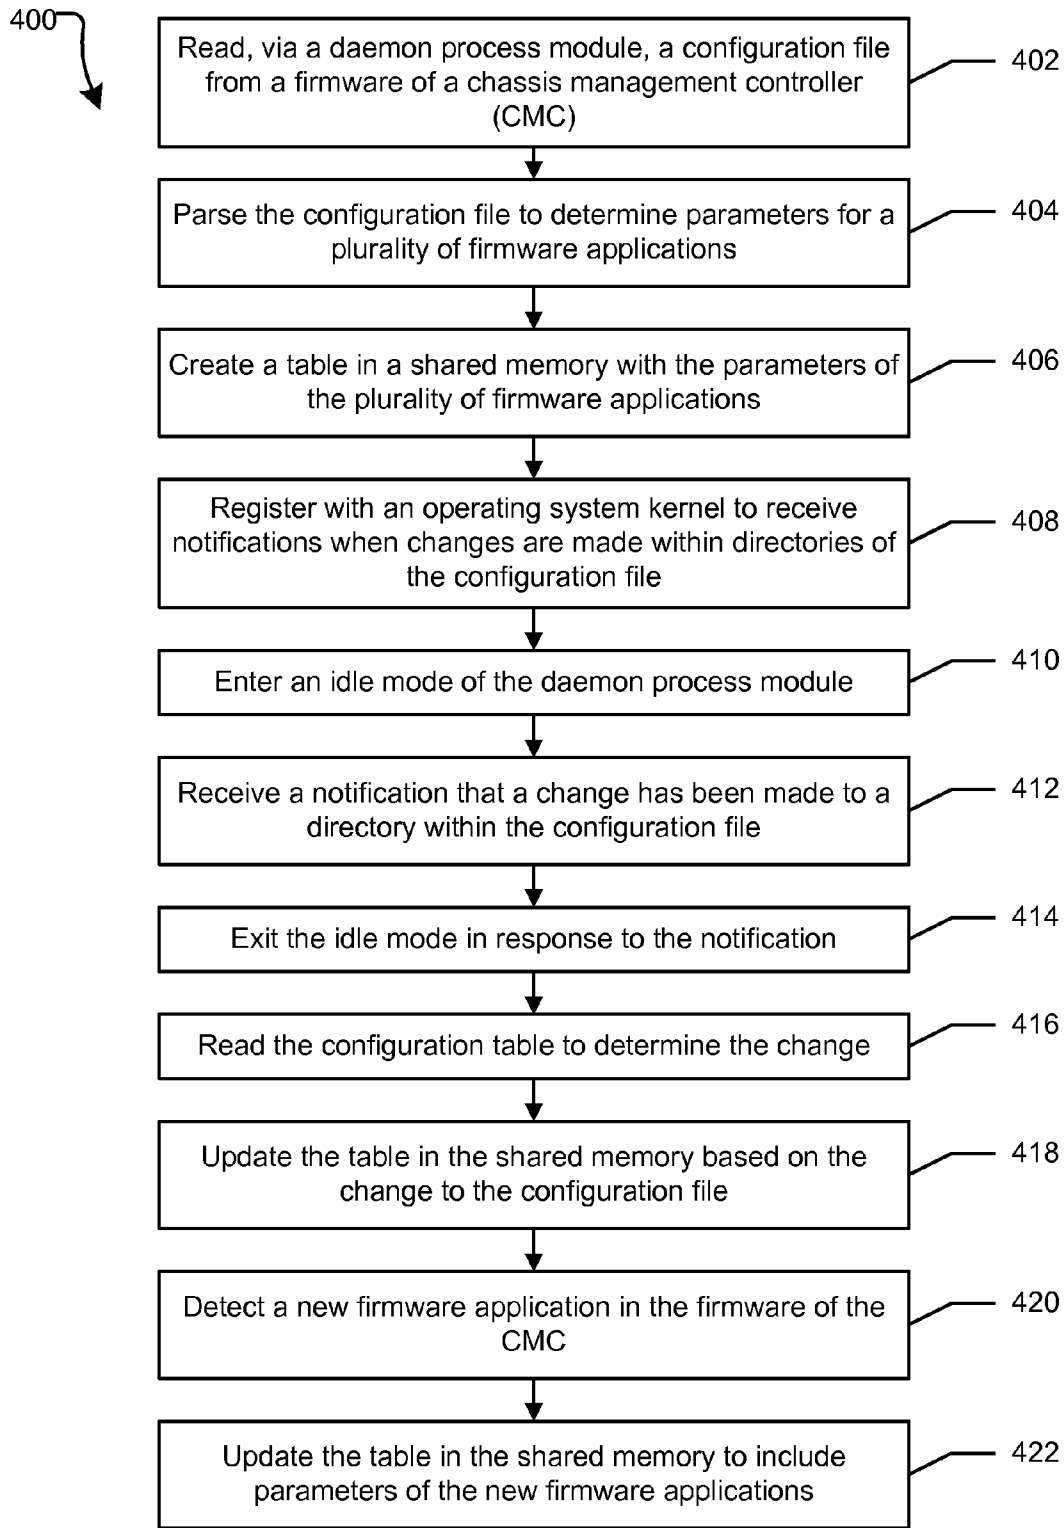 400
Read, via a daemon process module, a configuration file
from a firmware of a chassis management controller
(CMC)
402
Parse the configuration file to determine parameters for a
plurality of firmware applications
404
Create a table in a shared memory with the parameters of
the plurality of firmware applications
406
Register with an operating system kernel to receive
notifications when changes are made within directories of
the configuration file
408
Enter an idle mode of the daemon process module
410
Receive a notification that a change has been made to a
directory within the configuration file
412
Exit the idle mode in response to the notification
414
Read the configuration table to determine the change
416
Update the table in the shared memory based on the
change to the configuration file
418
Detect a new firmware application in the firmware of the
CMC
420
Update the table in the shared memory to include
parameters of the new firmware applications
422